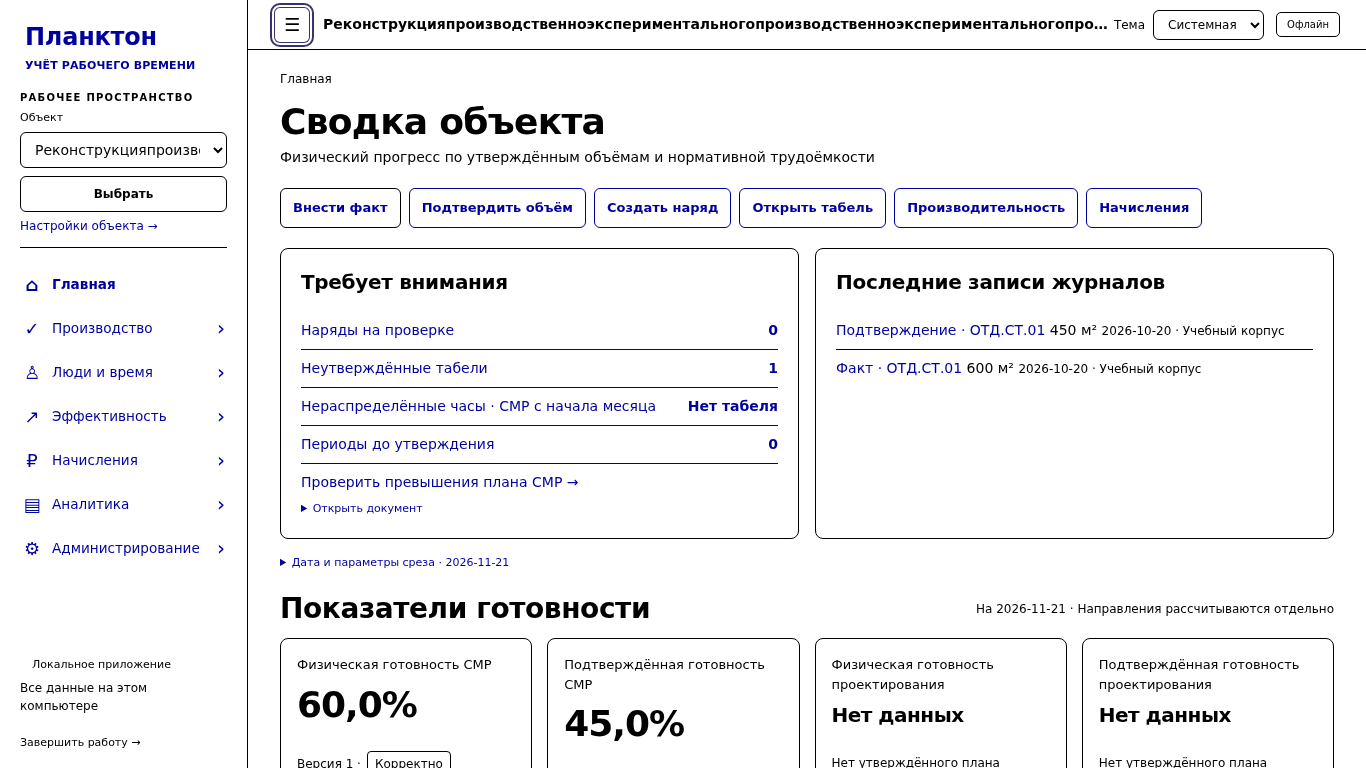 Планктон
УЧЁТ РАБОЧЕГО ВРЕМЕНИ
РАБОЧЕЕ ПРОСТРАНСТВО
Объект
Реконструкцияпроизв
Выбрать
Настройки объекта →
Главная
Производство
Люди и время
Эффективность
₽ Начисления
Аналитика
Администрирование
Локальное приложение
Все данные на этом
компьютере
Завершить работу →
Реконструкцияпроизводственноэкспериментальногопроизводственноэкспериментальногопро… Тема Системная Офлайн
Главная
Сводка объекта
Физический прогресс по утверждённым объёмам и нормативной трудоёмкости
Внести факт Подтвердить объём Создать наряд Открыть табель Производительность Начисления
Требует внимания
Наряды на проверке 0
Неутверждённые табели 1
Нераспределённые часы · СМР с начала месяца Нет табеля
Периоды до утверждения 0
Проверить превышения плана СМР →
Открыть документ
Последние записи журналов
Подтверждение · ОТД.СТ.01 450 м² 2026-10-20 · Учебный корпус
Факт · ОТД.СТ.01 600 м² 2026-10-20 · Учебный корпус
Дата и параметры среза · 2026-11-21
Показатели готовности На 2026-11-21 · Направления рассчитываются отдельно
Физическая готовность СМР
60,0%
Версия 1 · Корректно
Подтверждённая готовность
СМР
45,0%
Физическая готовность
проектирования
Нет данных
Нет утверждённого плана
Подтверждённая готовность
проектирования
Нет данных
Нет утверждённого плана